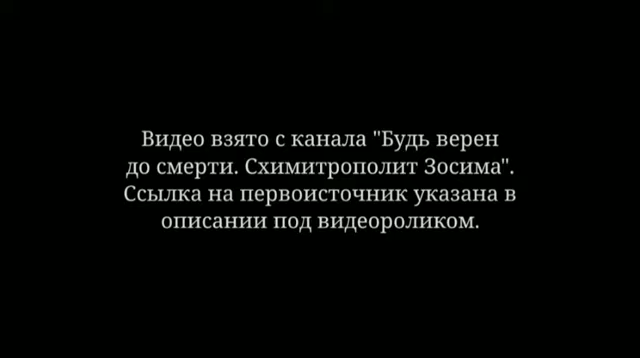 Видео взято с канала "Будь верен
до смерти. Схимитрополит Зосима".
Ссылка на первоисточник указана в
описании под видеороликом.